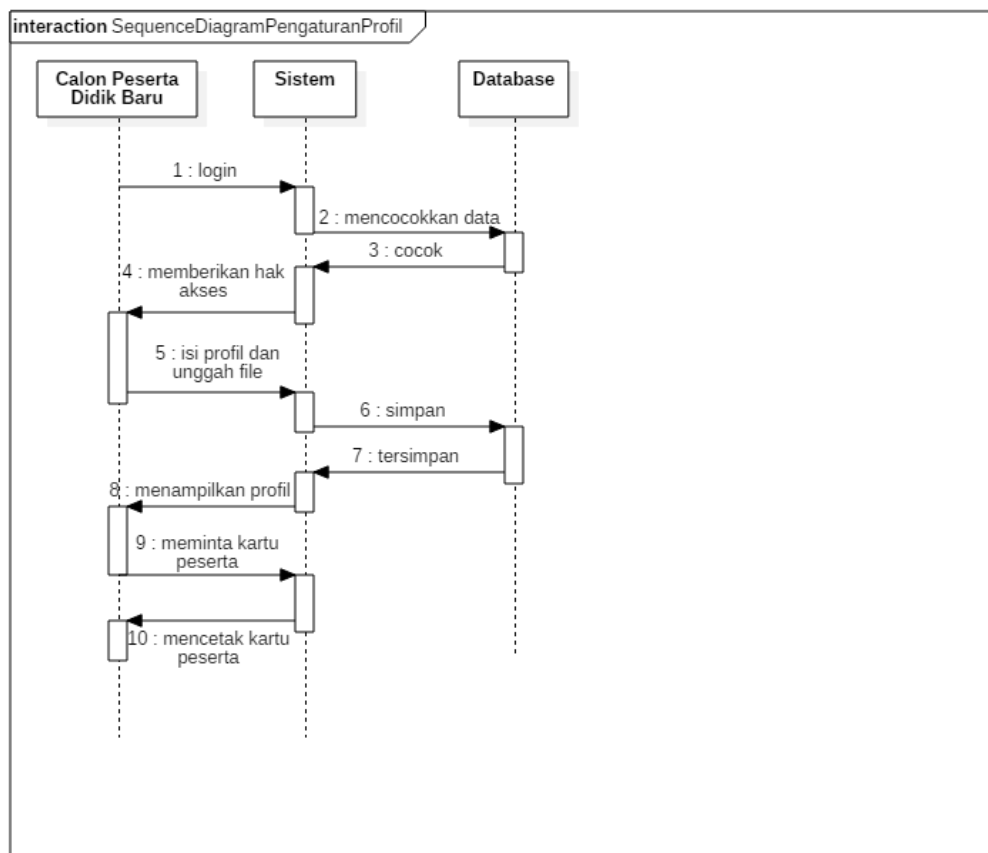 interaction SequenceDiagramPengaturanProfil
Calon Peserta
Didik Baru
Sistem
Database
1 : login
2 : mencocokkan data
3 : cocok
4 : memberikan hak
akses
5 : isi profil dan
unggah file
6 : simpan
7 : tersimpan
8 : menampilkan profil
9 : meminta kartu
peserta
10 : mencetak kartu
peserta